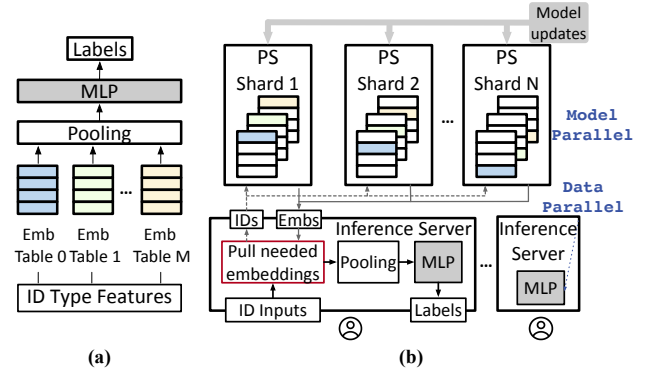 Labels
MLP
Pooling
...
Emb Emb Emb
Table 0 Table 1 Table M
ID Type Features
(a)
Model
updates
PS
Shard 1
PS
Shard 2
...
PS
Shard N
Model
Parallel
Data
Parallel
IDs
Embs
Inference Server
Pull needed
embeddings
Pooling
MLP
ID Inputs
Labels
...
Inference
Server
MLP
(b)